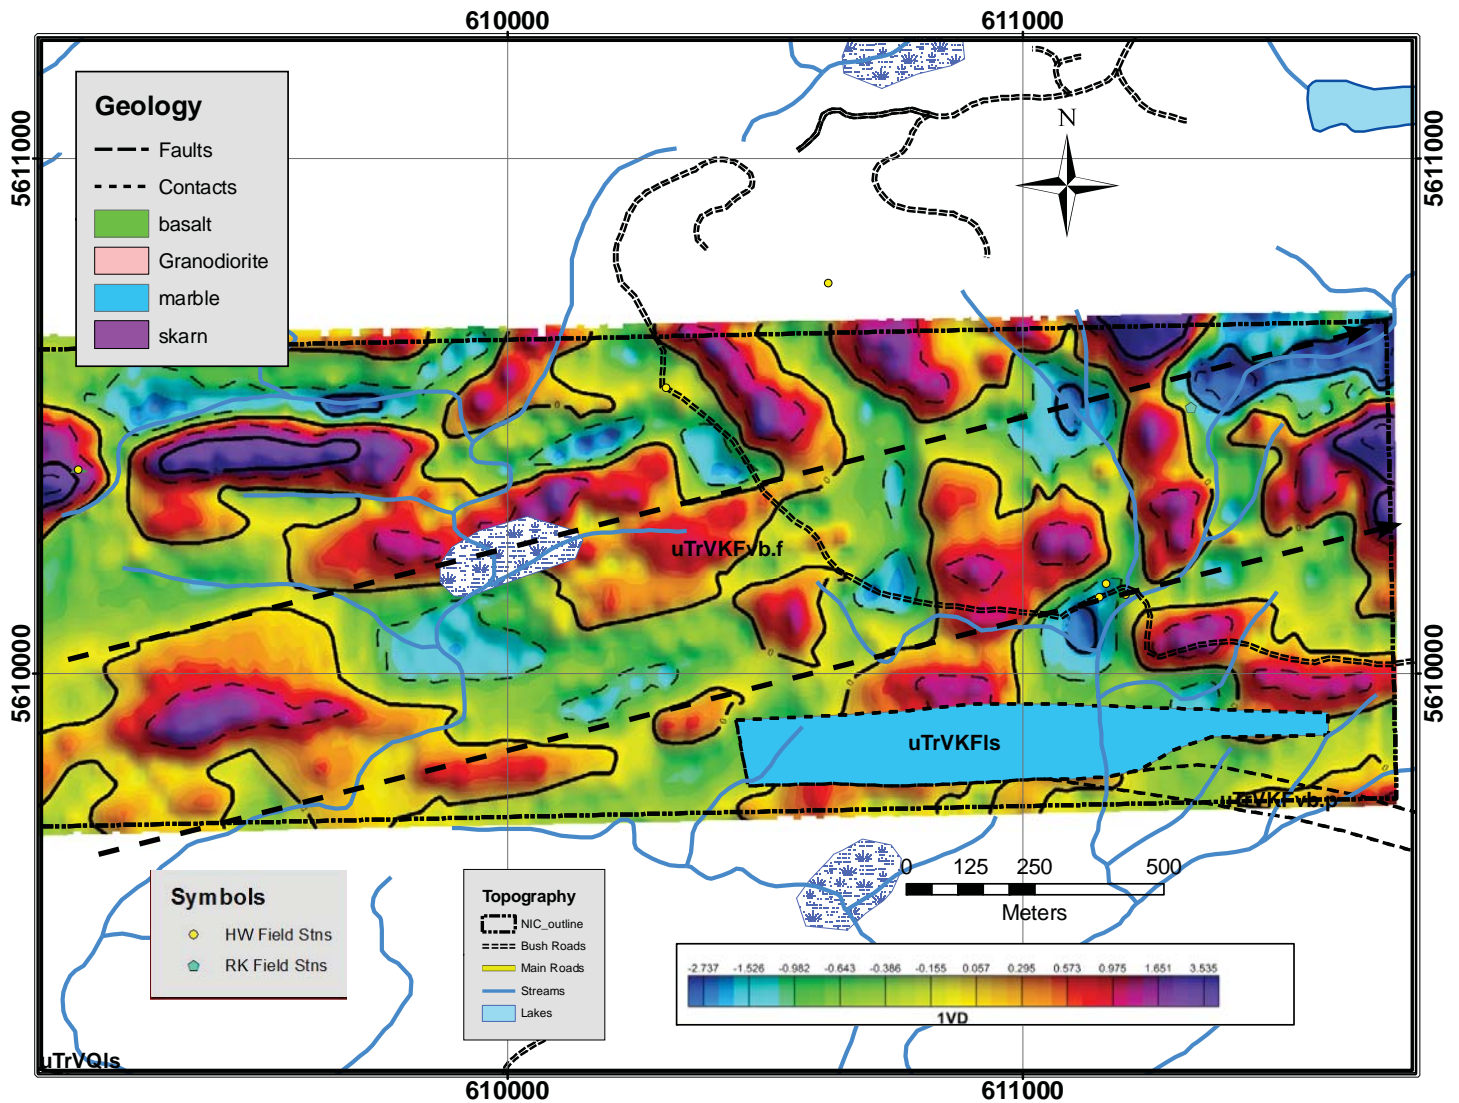 610000
611000
5611000
5611000
N
Geology
Faults
Contacts
basalt
Granodiorite
marble
skarn
uTrVKFvb.f
5610000
5610000
uTrVKFls
uTrVKFvb.p
0 125 250 500
Meters
Symbols
HW Field Stns
RK Field Stns
Topography
NIC_outline
Bush Roads
Main Roads
Streams
Lakes
-2.737 -1.526 -0.982 -0.643 -0.386 -0.155 0.057 0.295 0.573 0.975 1.651 3.535
1VD
uTrVQls
610000
611000